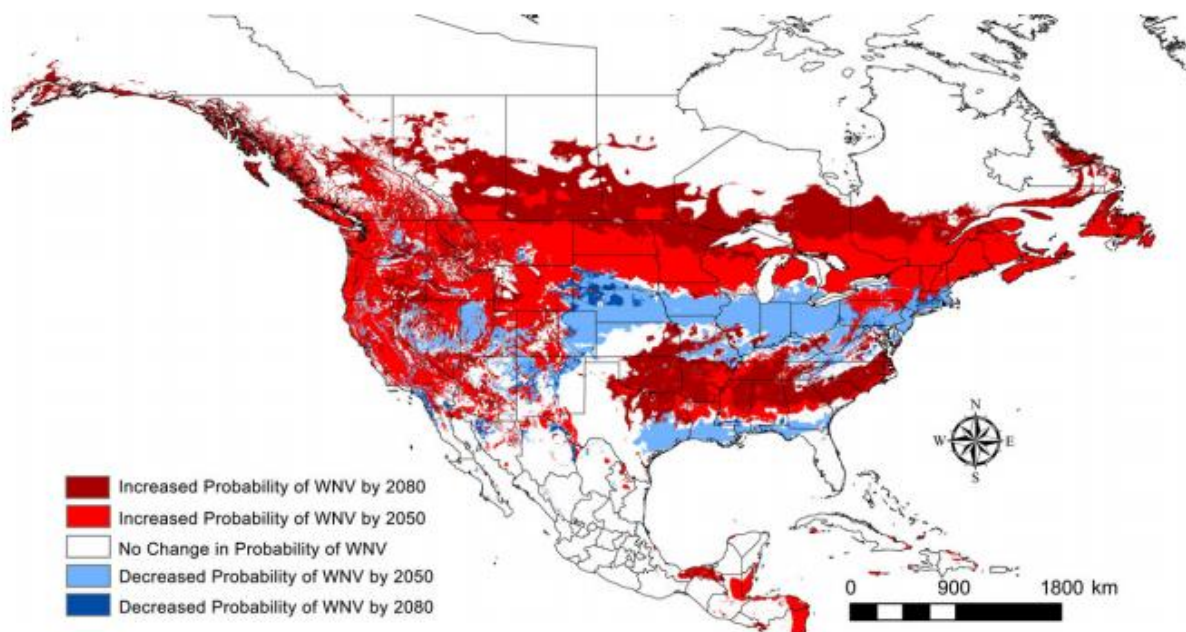 N
W E
S
Increased Probability of WNV by 2080
Increased Probability of WNV by 2050
No Change in Probability of WNV
Decreased Probability of WNV by 2050
Decreased Probability of WNV by 2080
0 900 1800 km